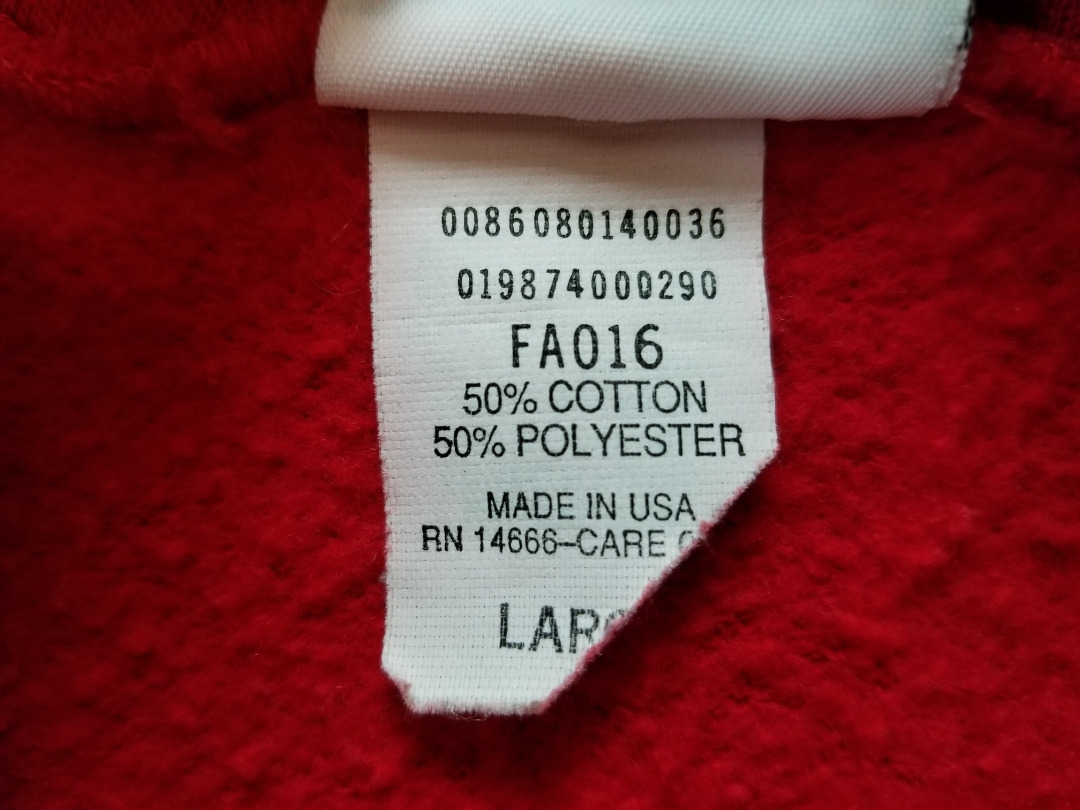 0086080140036
019874000290
FA016
50% COTTON
50% POLYESTER
MADE IN USA
RN 14666–CARE